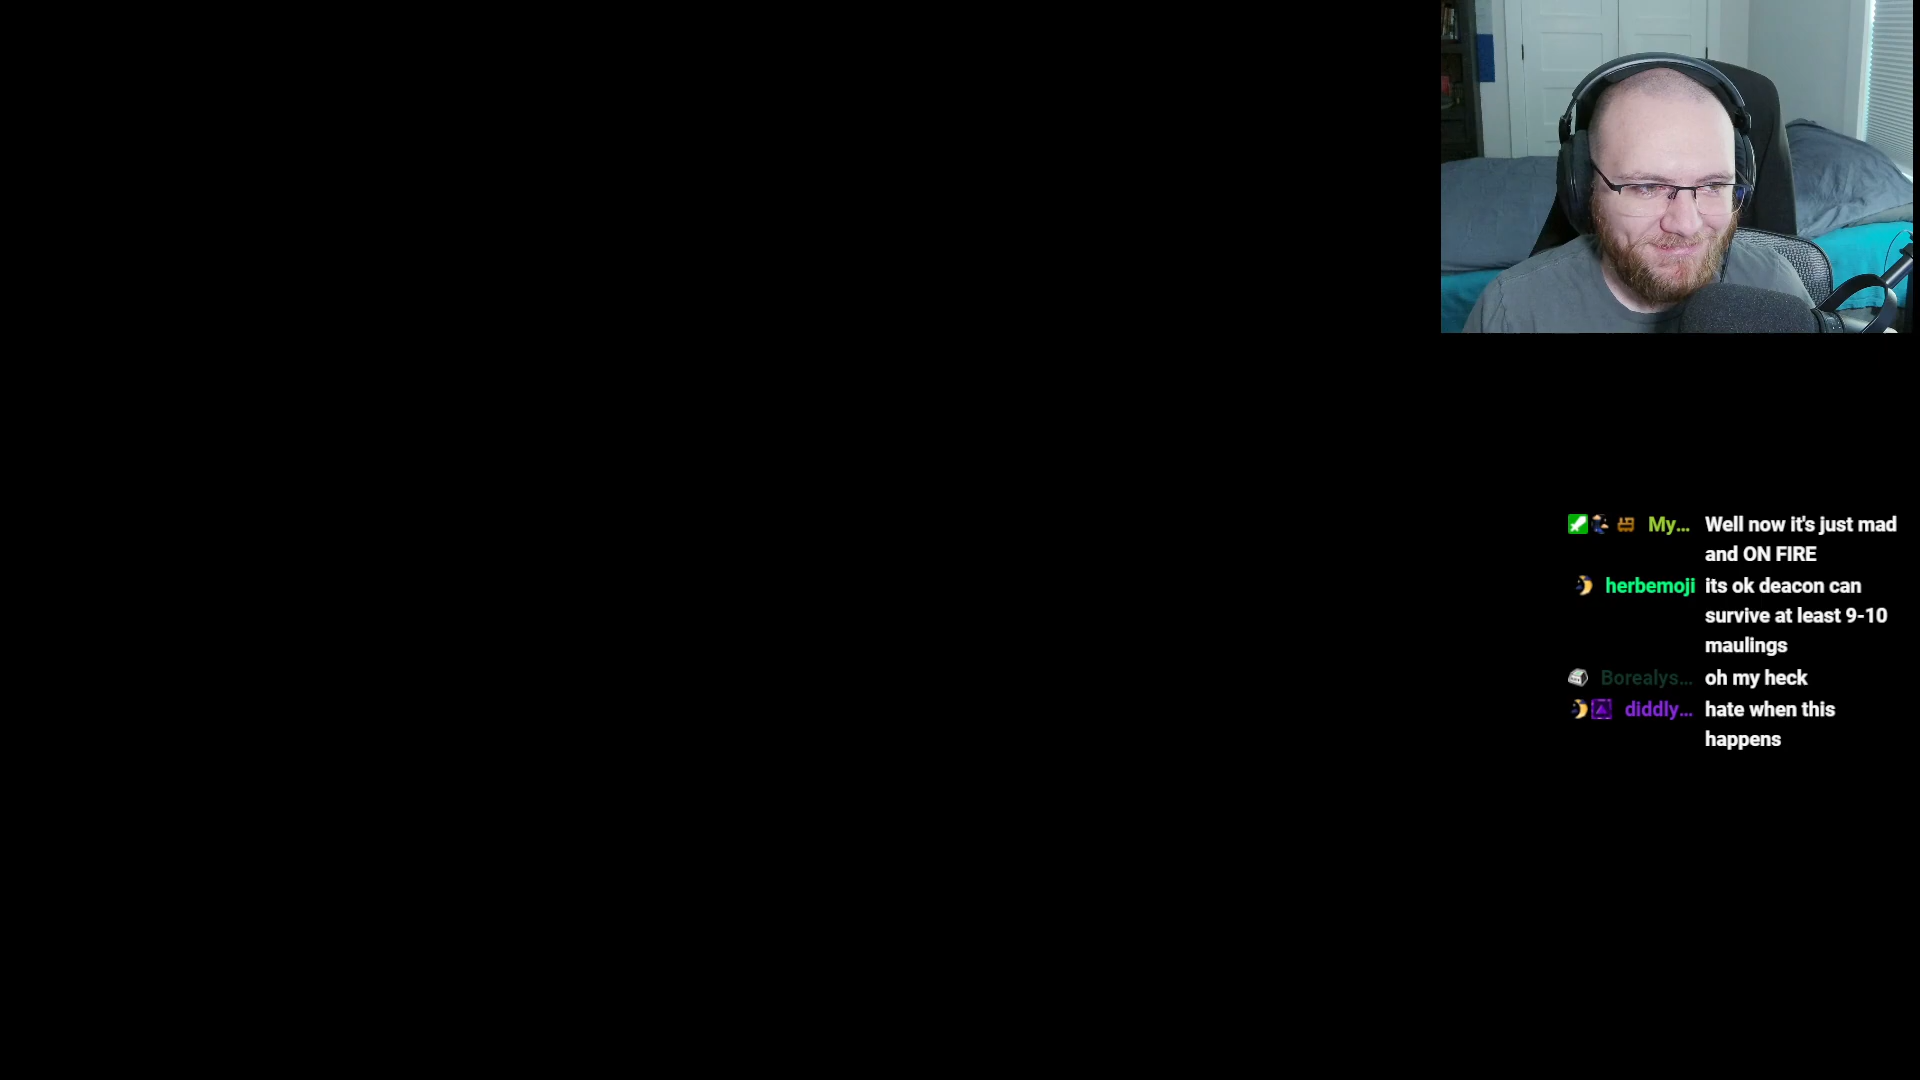 My... Well now it's just mad
and ON FIRE
herbemoji its ok deacon can
survive at least 9-10
maulings
Borealys... oh my heck
diddly... hate when this
happens